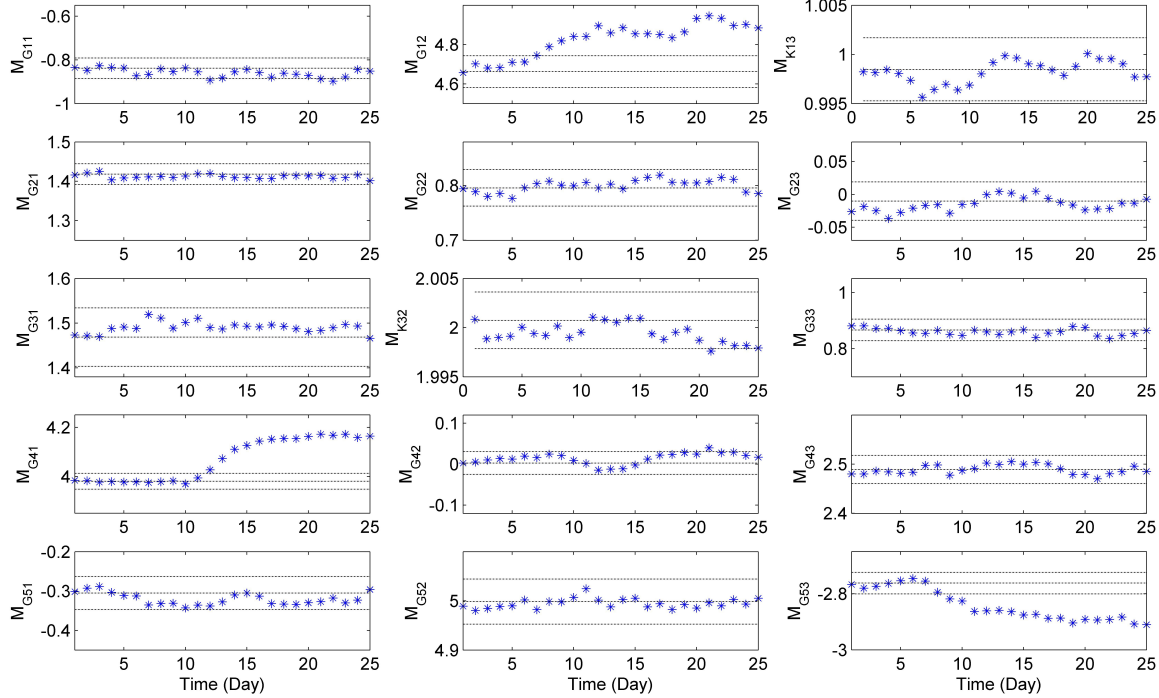 -0.6
-0.8
-1
M_G11
5 10 15 20 25
4.8
4.6
M_G12
5 10 15 20 25
1.005
1
0.995
M_K13
0 5 10 15 20 25
1.5
1.4
1.3
M_G21
5 10 15 20 25
0.8
0.7
M_G22
5 10 15 20 25
0.05
0
-0.05
M_G23
5 10 15 20 25
1.6
1.5
1.4
M_G31
5 10 15 20 25
2.005
2
1.995
M_K32
0 5 10 15 20 25
1
0.8
M_G33
5 10 15 20 25
4.2
4
M_G41
5 10 15 20 25
0.1
0
-0.1
M_G42
5 10 15 20 25
2.5
2.4
M_G43
5 10 15 20 25
-0.2
-0.3
-0.4
M_G51
5 10 15 20 25
Time (Day)
5
4.9
M_G52
5 10 15 20 25
Time (Day)
-2.8
-3
M_G53
5 10 15 20 25
Time (Day)